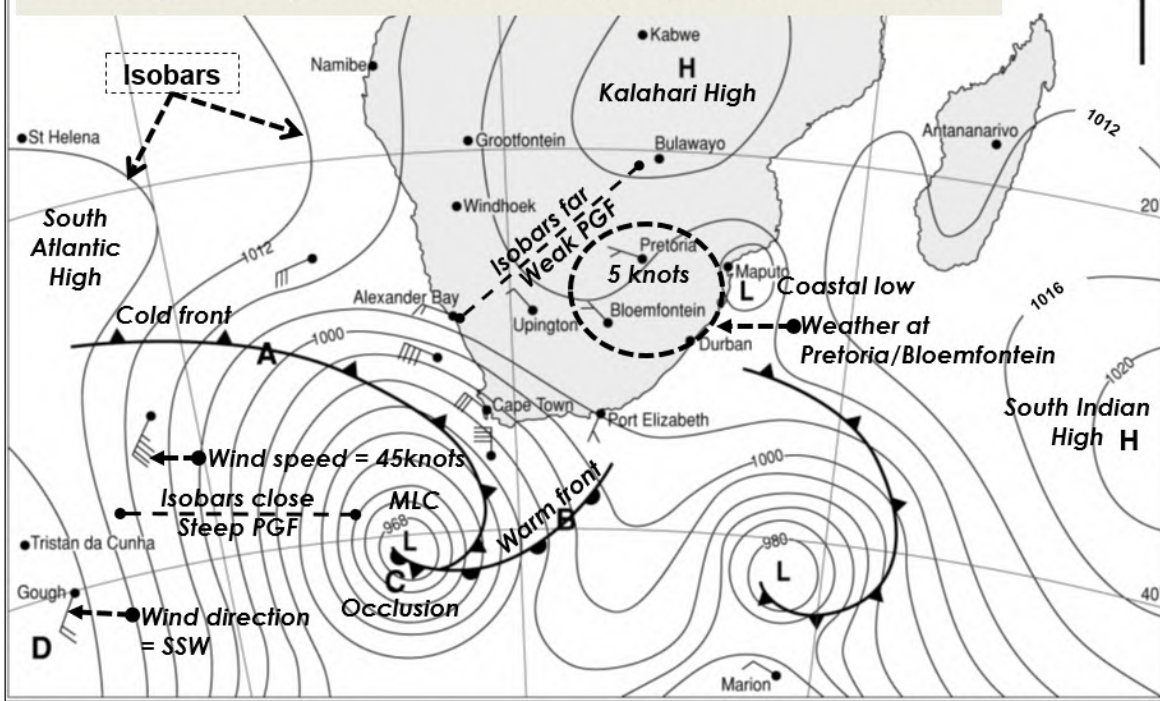 Kabwe
Namibe
H
Isobars
Kalahari High
1012
St Helena
Grootfontein
Antananarivo
Bulawayo
Windhoek
20
South
Atlantic
High
Isobars far
Weak PGF
Pretoria
5 knots
Maputo
L
Coastal low
1012
1016
Alexander Bay
Upington
Bloemfontein
Cold front
1000
Durban
Weather at
Pretoria/Bloemfontein
A
1020
Cape Town
Port Elizabeth
South Indian
High
H
Wind speed = 45knots
1000
Isobars close
Steep PGF
MLC
Warm front
B
968
L
980
L
Tristan da Cunha
C
Occlusion
Gough
40
Wind direction
= SSW
D
Marion